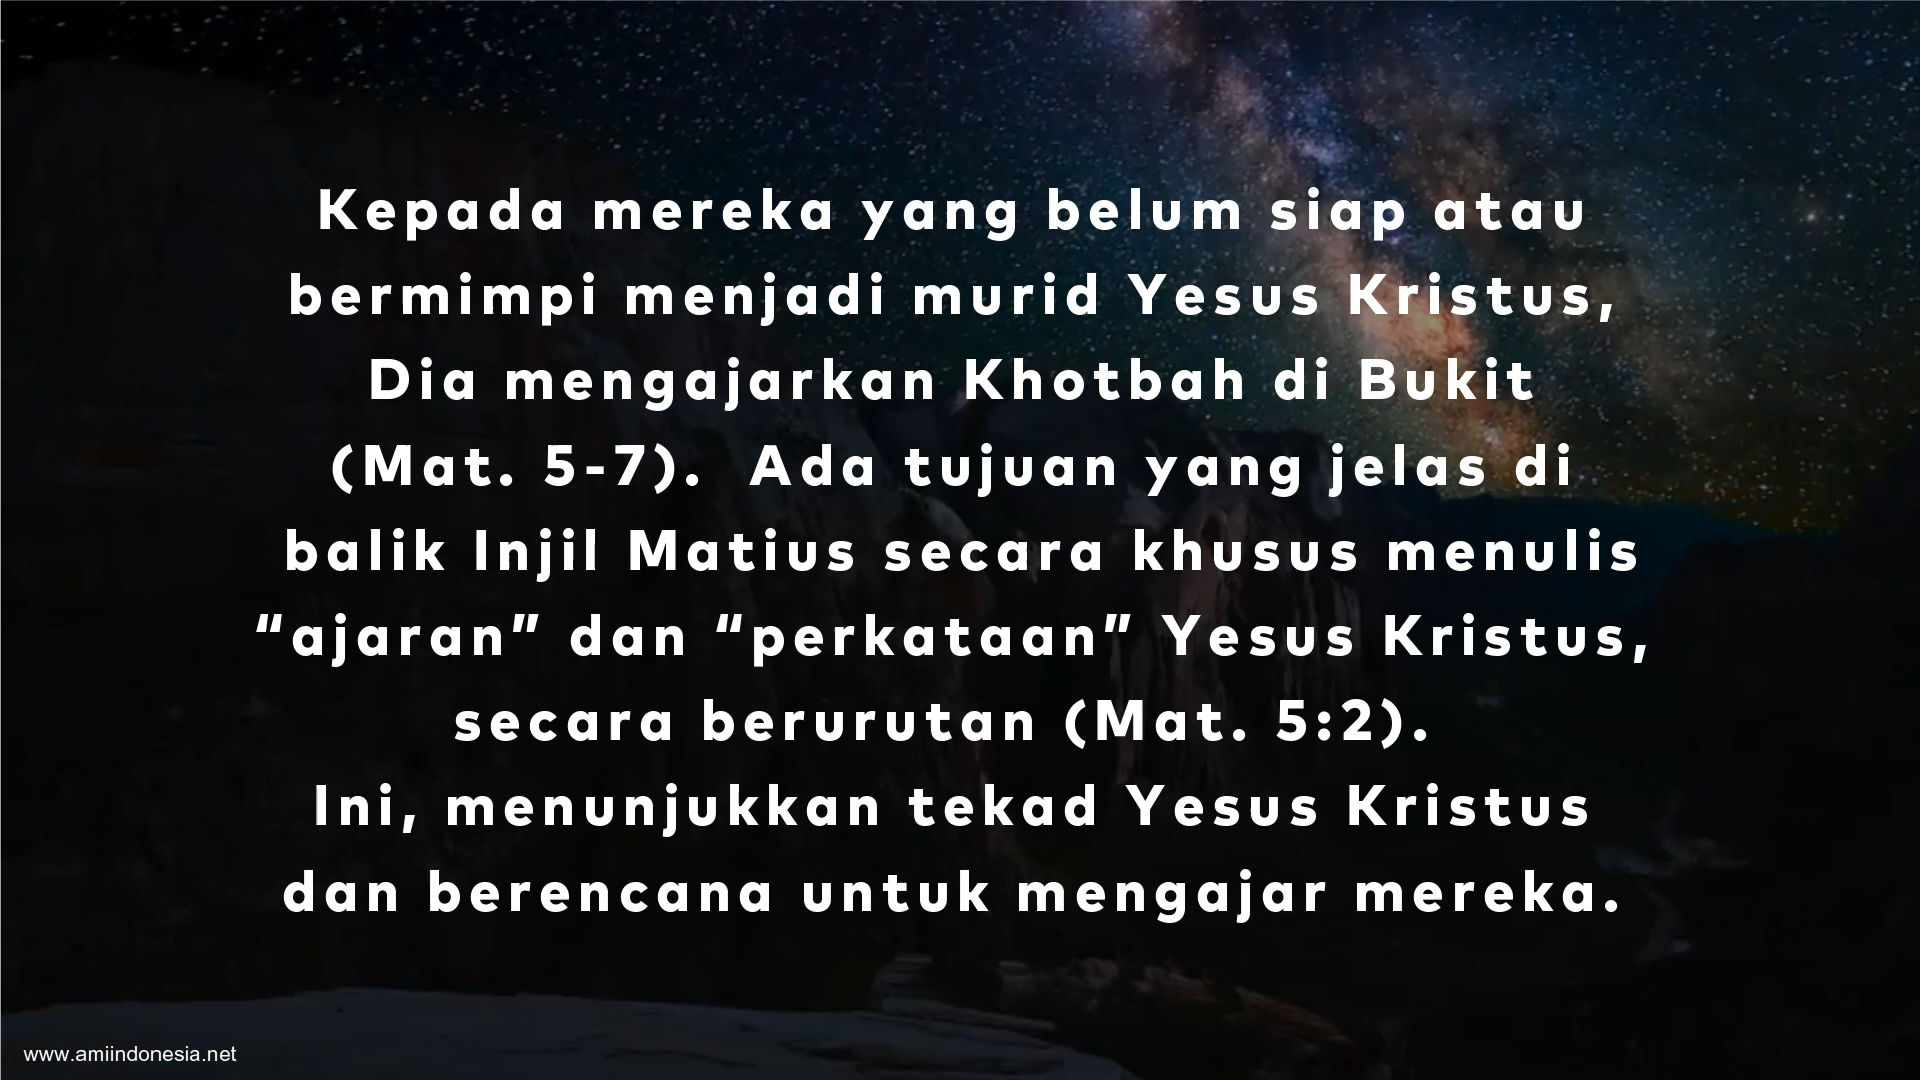 Kepada mereka yang belum siap atau
bermimpi menjadi murid Yesus Kristus,
Dia mengajarkan Khotbah di Bukit
(Mat. 5-7).  Ada tujuan yang jelas di
balik Injil Matius secara khusus menulis
“ajaran” dan “perkataan” Yesus Kristus,
secara berurutan (Mat. 5:2).
Ini, menunjukkan tekad Yesus Kristus
dan berencana untuk mengajar mereka.
www.amiindonesia.net